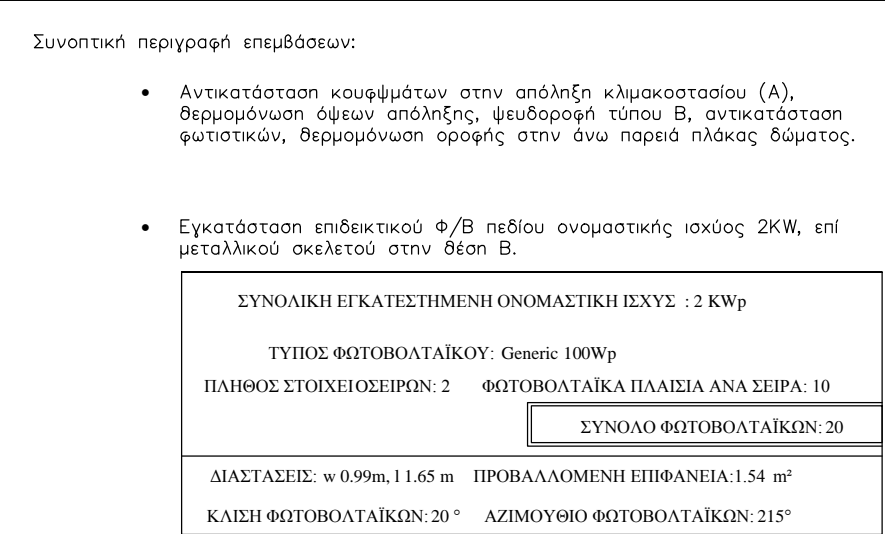 Συνοπτική περιγραφή επεμβάσεων:
• Αντικατάσταση κουφψμάτων στην απόληξη κλιμακοστασίου (Α),
θερμομόνωση όψεων απόληξης, ψευδοροφή τύπου Β, αντικατάσταση
φωτιστικών, θερμομόνωση οροφής στην άνω παρειά πλάκας δώματος.
• Εγκατάσταση επιδεικτικού Φ/Β πεδίου ονομαστικής ισχύος 2KW, επί
μεταλλικού σκελετού στην θέση Β.
ΣΥΝΟΛΙΚΗ ΕΓΚΑΤΕΣΤΗΜΕΝΗ ΟΝΟΜΑΣΤΙΚΗ ΙΣΧΥΣ : 2 KWp
ΤΥΠΟΣ ΦΩΤΟΒΟΛΤΑΪΚΟΥ: Generic 100Wp
ΠΛΗΘΟΣ ΣΤΟΙΧΕΙΟΣΕΙΡΩΝ: 2 ΦΩΤΟΒΟΛΤΑΪΚΑ ΠΛΑΙΣΙΑ ΑΝΑ ΣΕΙΡΑ: 10
ΣΥΝΟΛΟ ΦΩΤΟΒΟΛΤΑΪΚΩΝ: 20
ΔΙΑΣΤΑΣΕΙΣ: w 0.99m, l 1.65 m ΠΡΟΒΑΛΛΟΜΕΝΗ ΕΠΙΦΑΝΕΙΑ:1.54 m²
ΚΛΙΣΗ ΦΩΤΟΒΟΛΤΑΪΚΩΝ: 20 ° ΑΖΙΜΟΥΘΙΟ ΦΩΤΟΒΟΛΤΑΪΚΩΝ: 215°